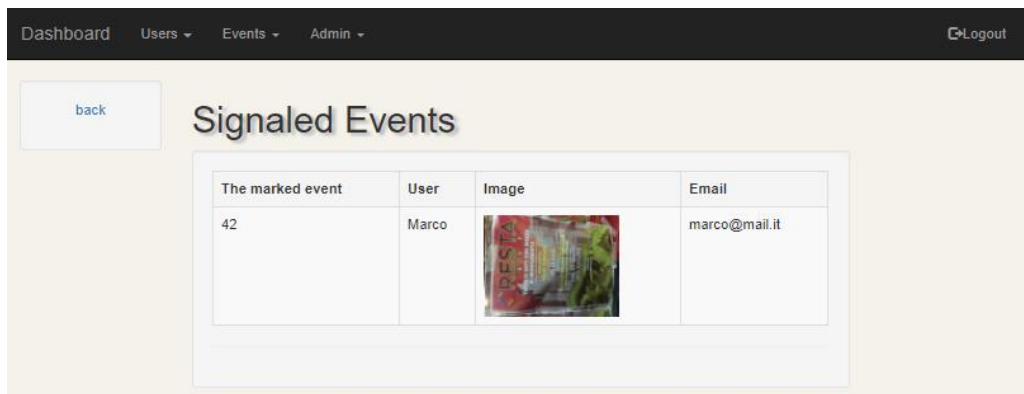 Dashboard Users Events Admin Logout
back
Signaled Events
The marked event User Image Email
42 Marco marco@mail.it